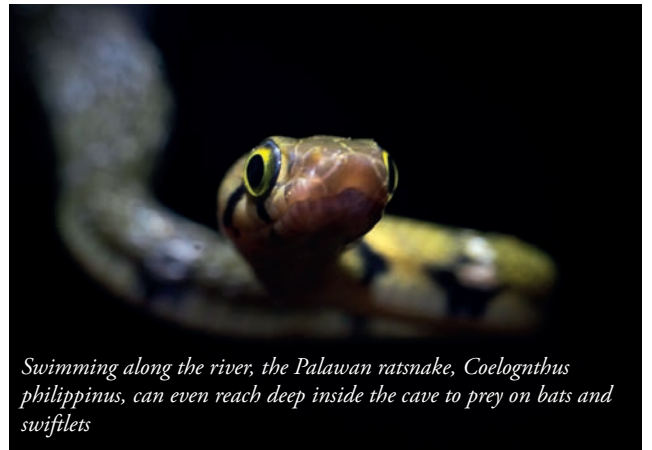 Swimming along the river, the Palawan ratsnake, Coelognthus
philippinus, can even reach deep inside the cave to prey on bats and
swiftlets